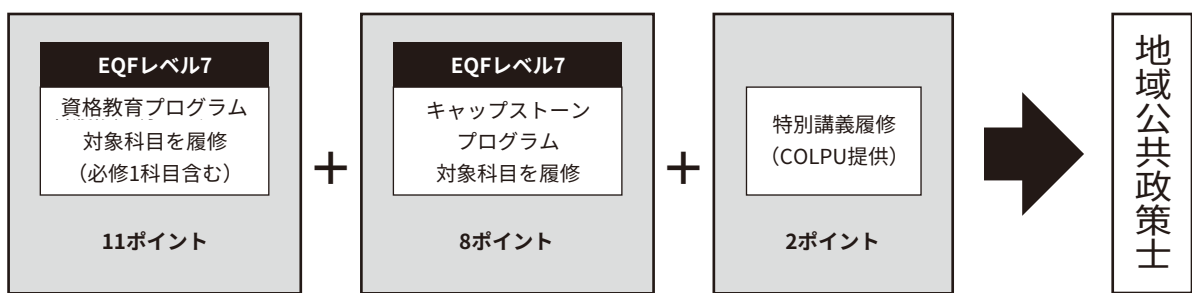 EQFレベル7
資格教育プログラム
対象科目を履修
（必修1科目含む）
11ポイント
+
EQFレベル7
キャップストーン
プログラム
対象科目を履修
8ポイント
+
特別講義履修
（COLPU提供）
2ポイント
地域公共政策士